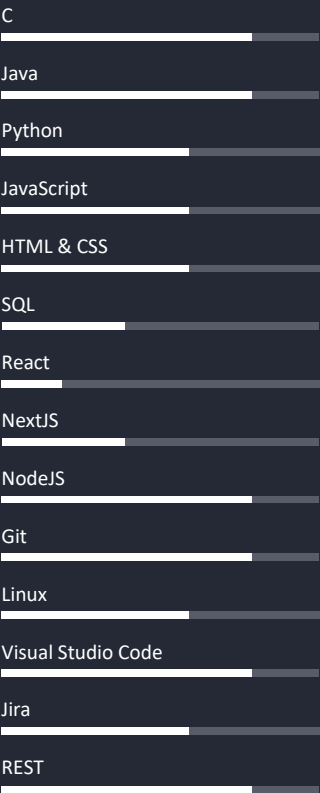 C
Java
Python
JavaScript
HTML & CSS
SQL
React
NextJS
NodeJS
Git
Linux
Visual Studio Code
Jira
REST